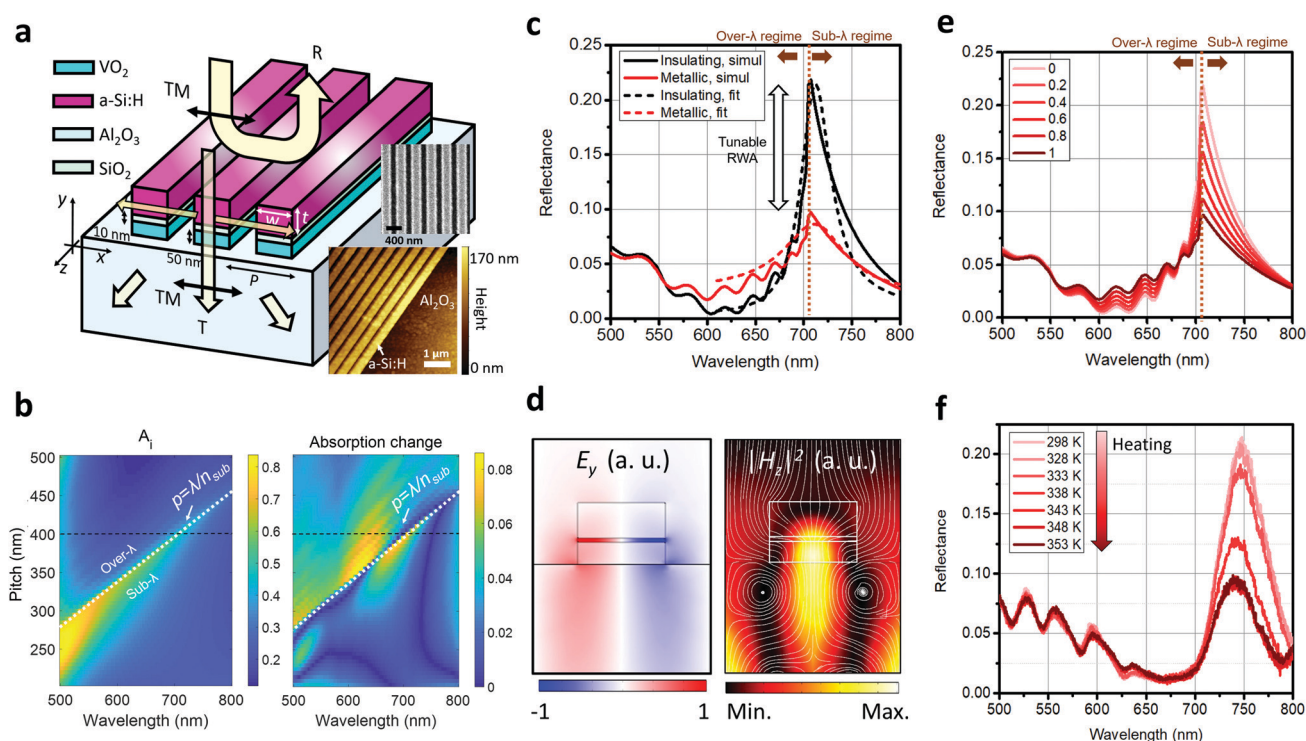 a
VO2
a-Si:H
Al2O3
SiO2
TM
R
y
x
z
10 nm
50 nm
w
t
P
TM
T
400 nm
170 nm
Height
0 nm
Al2O3
a-Si:H
1 μm
b
Ai
Absorption change
p=λ/nsub
p=λ/nsub
Over-λ
Sub-λ
Pitch (nm)
500
450
400
350
300
250
500 600 700 800
Wavelength (nm)
0.8
0.7
0.6
0.5
0.4
0.3
0.2
500 600 700 800
Wavelength (nm)
0.08
0.06
0.04
0.02
0
c
Over-λ regime
Sub-λ regime
Insulating, simul
Metallic, simul
Insulating, fit
Metallic, fit
Tunable
RWA
Reflectance
0.25
0.20
0.15
0.10
0.05
0.00
500 550 600 650 700 750 800
Wavelength (nm)
d
Ey (a. u.)
|Hz|2 (a. u.)
-1
1
Min.
Max.
e
Over-λ regime
Sub-λ regime
0
0.2
0.4
0.6
0.8
1
Reflectance
0.25
0.20
0.15
0.10
0.05
0.00
500 550 600 650 700 750 800
Wavelength (nm)
f
298 K
328 K
333 K
338 K
343 K
348 K
353 K
Heating
Reflectance
0.20
0.15
0.10
0.05
0.00
500 550 600 650 700 750 800
Wavelength (nm)